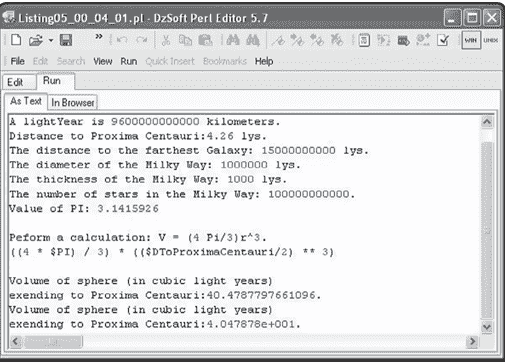 Listing05_00_04_01.pl - DzSoft Perl Editor 5.7
WIN UNIX
File Edit Search View Run Quick Insert Bookmarks Help
Edit Run
As Text In Browser
A lightYear is 9600000000000 kilometers.
Distance to Proxima Centauri:4.26 lys.
The distance to the farthest Galaxy: 15000000000 lys.
The diameter of the Milky Way: 1000000 lys.
The thickness of the Milky Way: 1000 lys.
The number of stars in the Milky Way: 100000000000.
Value of PI: 3.1415926
Peform a calculation: V = (4 Pi/3)r^3.
((4 * $PI) / 3) * (($DToProximaCentauri/2) ** 3)
Volume of sphere (in cubic light years)
exending to Proxima Centauri:40.4787797661096.
Volume of sphere (in cubic light years)
exending to Proxima Centauri:4.047878e+001.